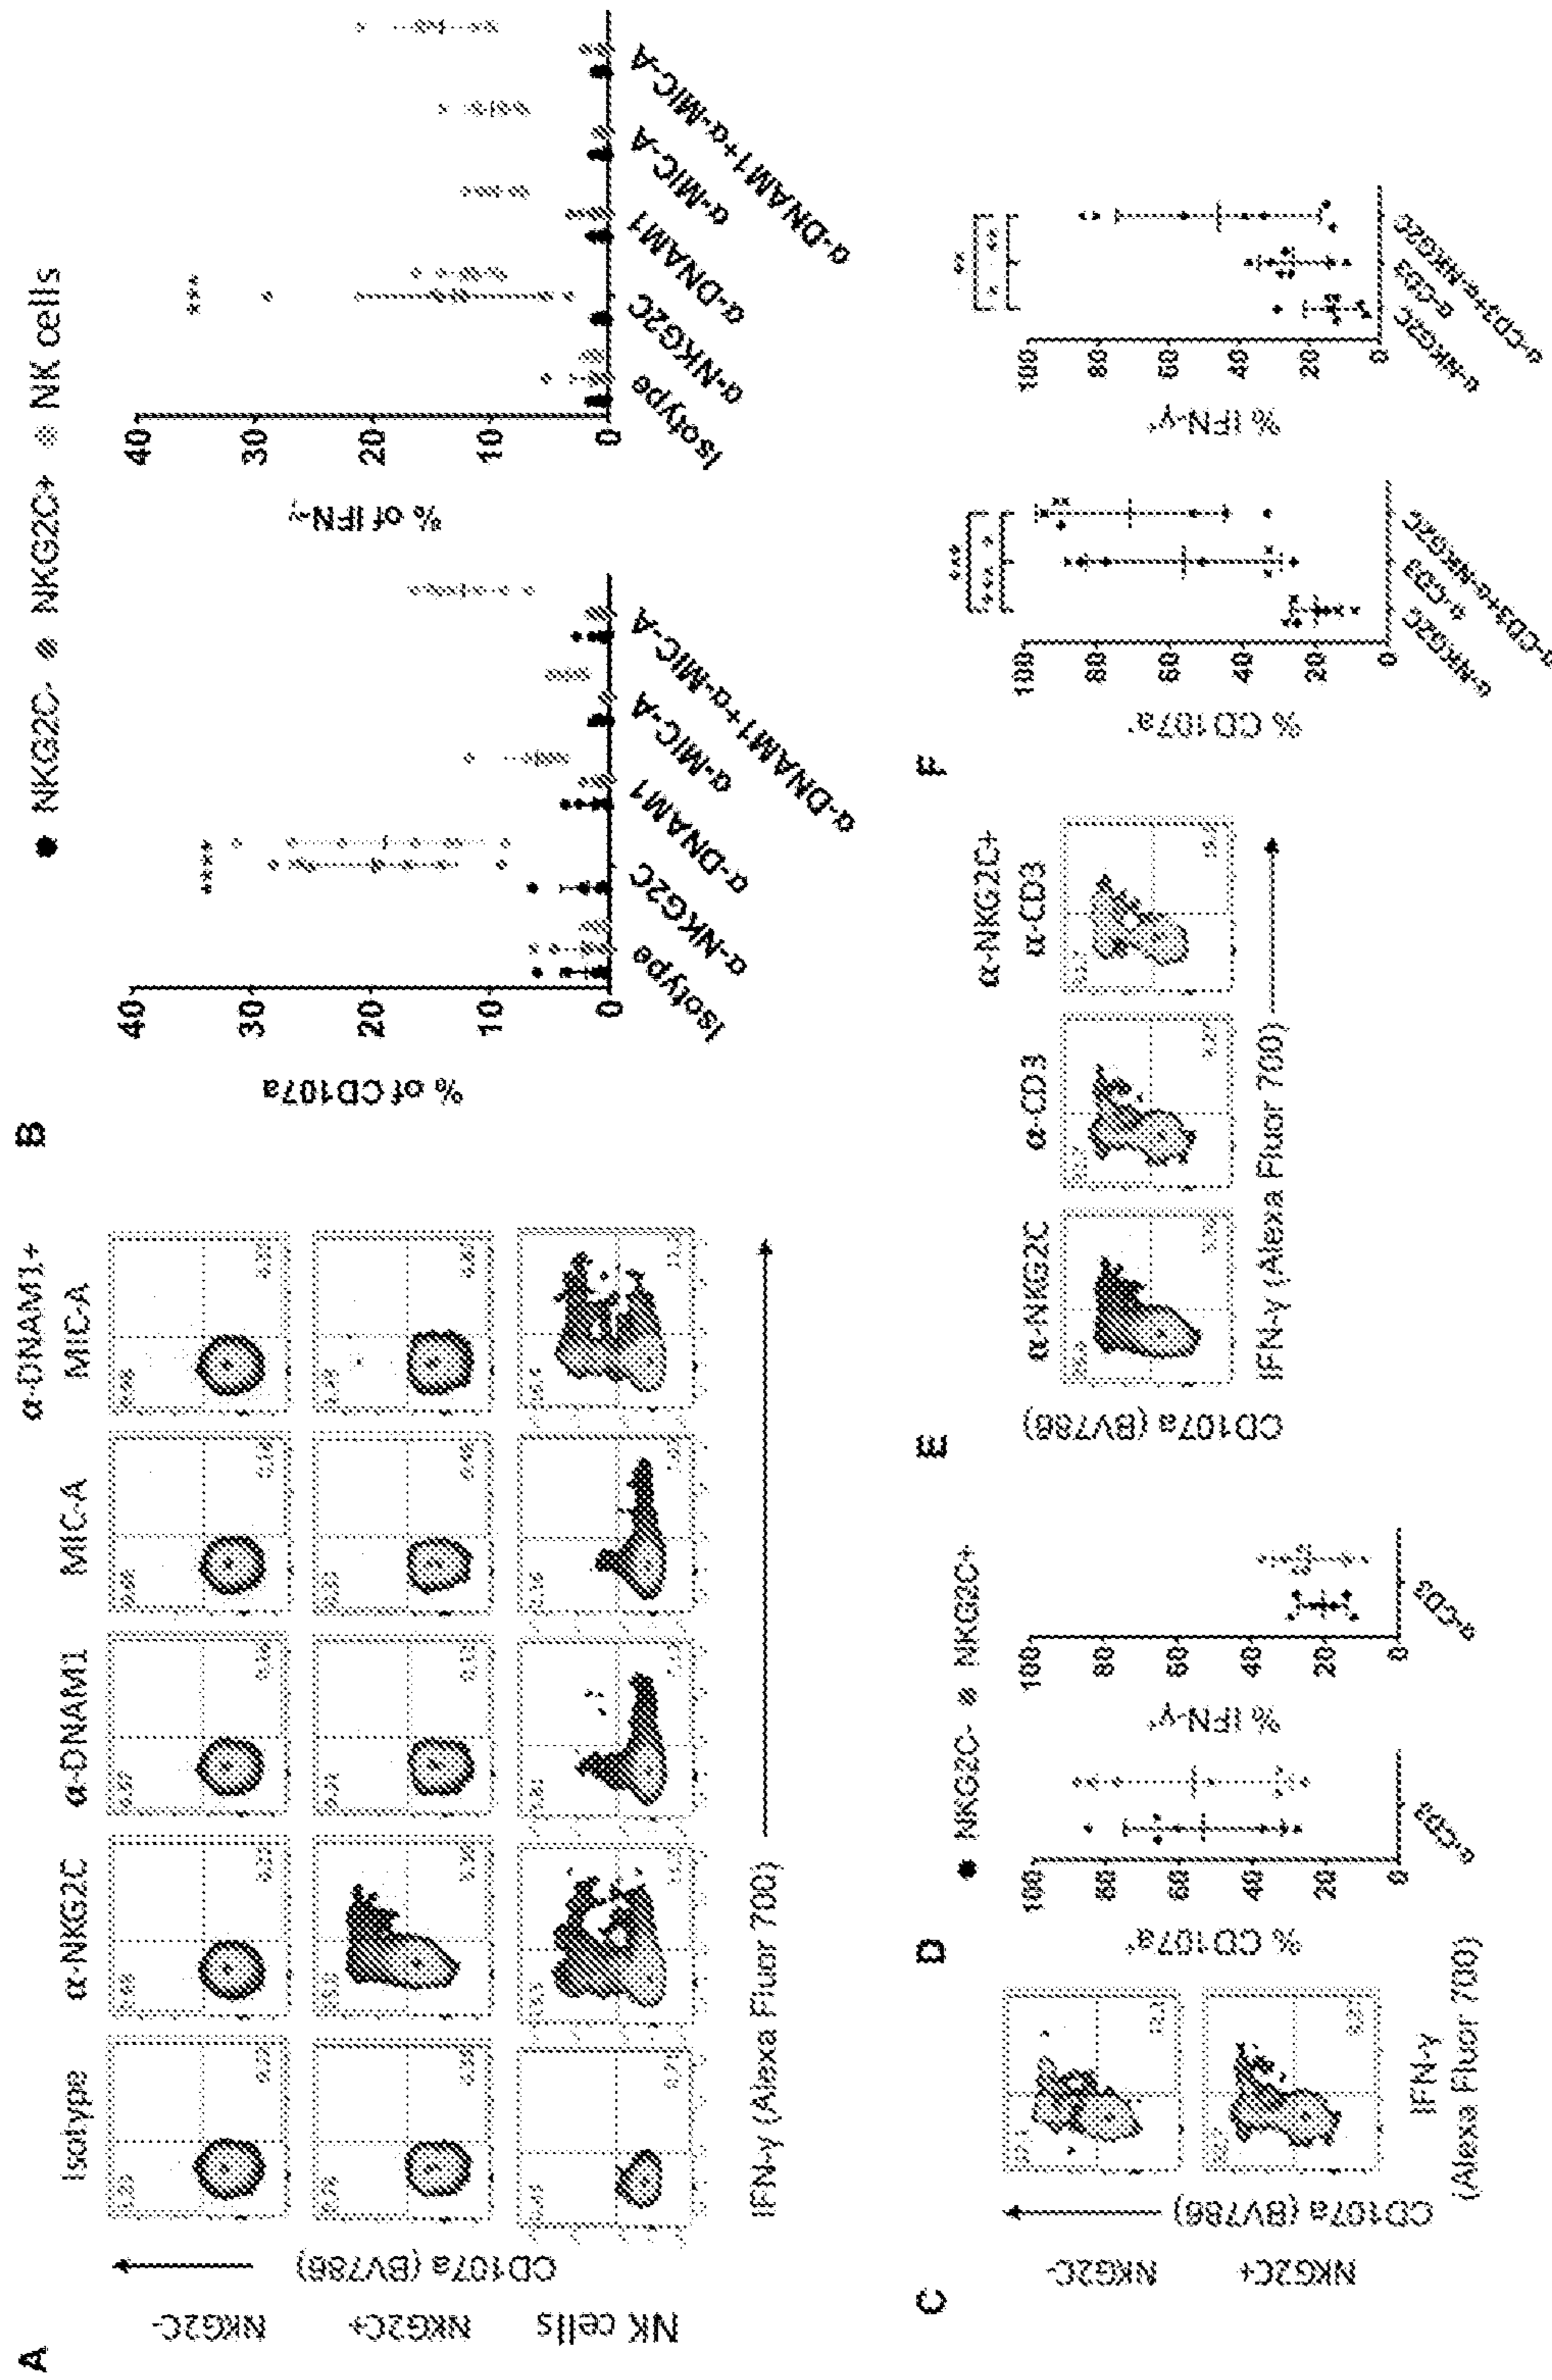 A
Isotype
α-NKG2C
α-DNAM1
MIC-A
α-DNAM1+
MIC-A
NKG2C-
NKG2C+
NK cells
CD107a (BV786)
IFN-γ (Alexa Fluor 700)
B
NKG2C- NKG2C+ NK cells
% of CD107a
40
30
20
10
0
****
Isotype
α-NKG2C
α-DNAM1
α-MIC-A
α-DNAM1+α-MIC-A
% of IFN-γ
40
30
20
10
0
***
Isotype
α-NKG2C
α-DNAM1
α-MIC-A
α-DNAM1+α-MIC-A
C
NKG2C-
NKG2C+
CD107a (BV786)
IFN-γ
(Alexa Fluor 700)
D
NKG2C- NKG2C+
% CD107a+
100
80
60
40
20
0
α-CD3
% IFN-γ+
100
80
60
40
20
0
α-CD3
E
α-NKG2C
α-CD3
α-NKG2C+
α-CD3
CD107a (BV786)
IFN-γ (Alexa Fluor 700)
F
% CD107a+
100
80
60
40
20
0
α-NKG2C
α-CD3
α-CD3+α-NKG2C
% IFN-γ+
100
80
60
40
20
0
α-NKG2C
α-CD3
α-CD3+α-NKG2C